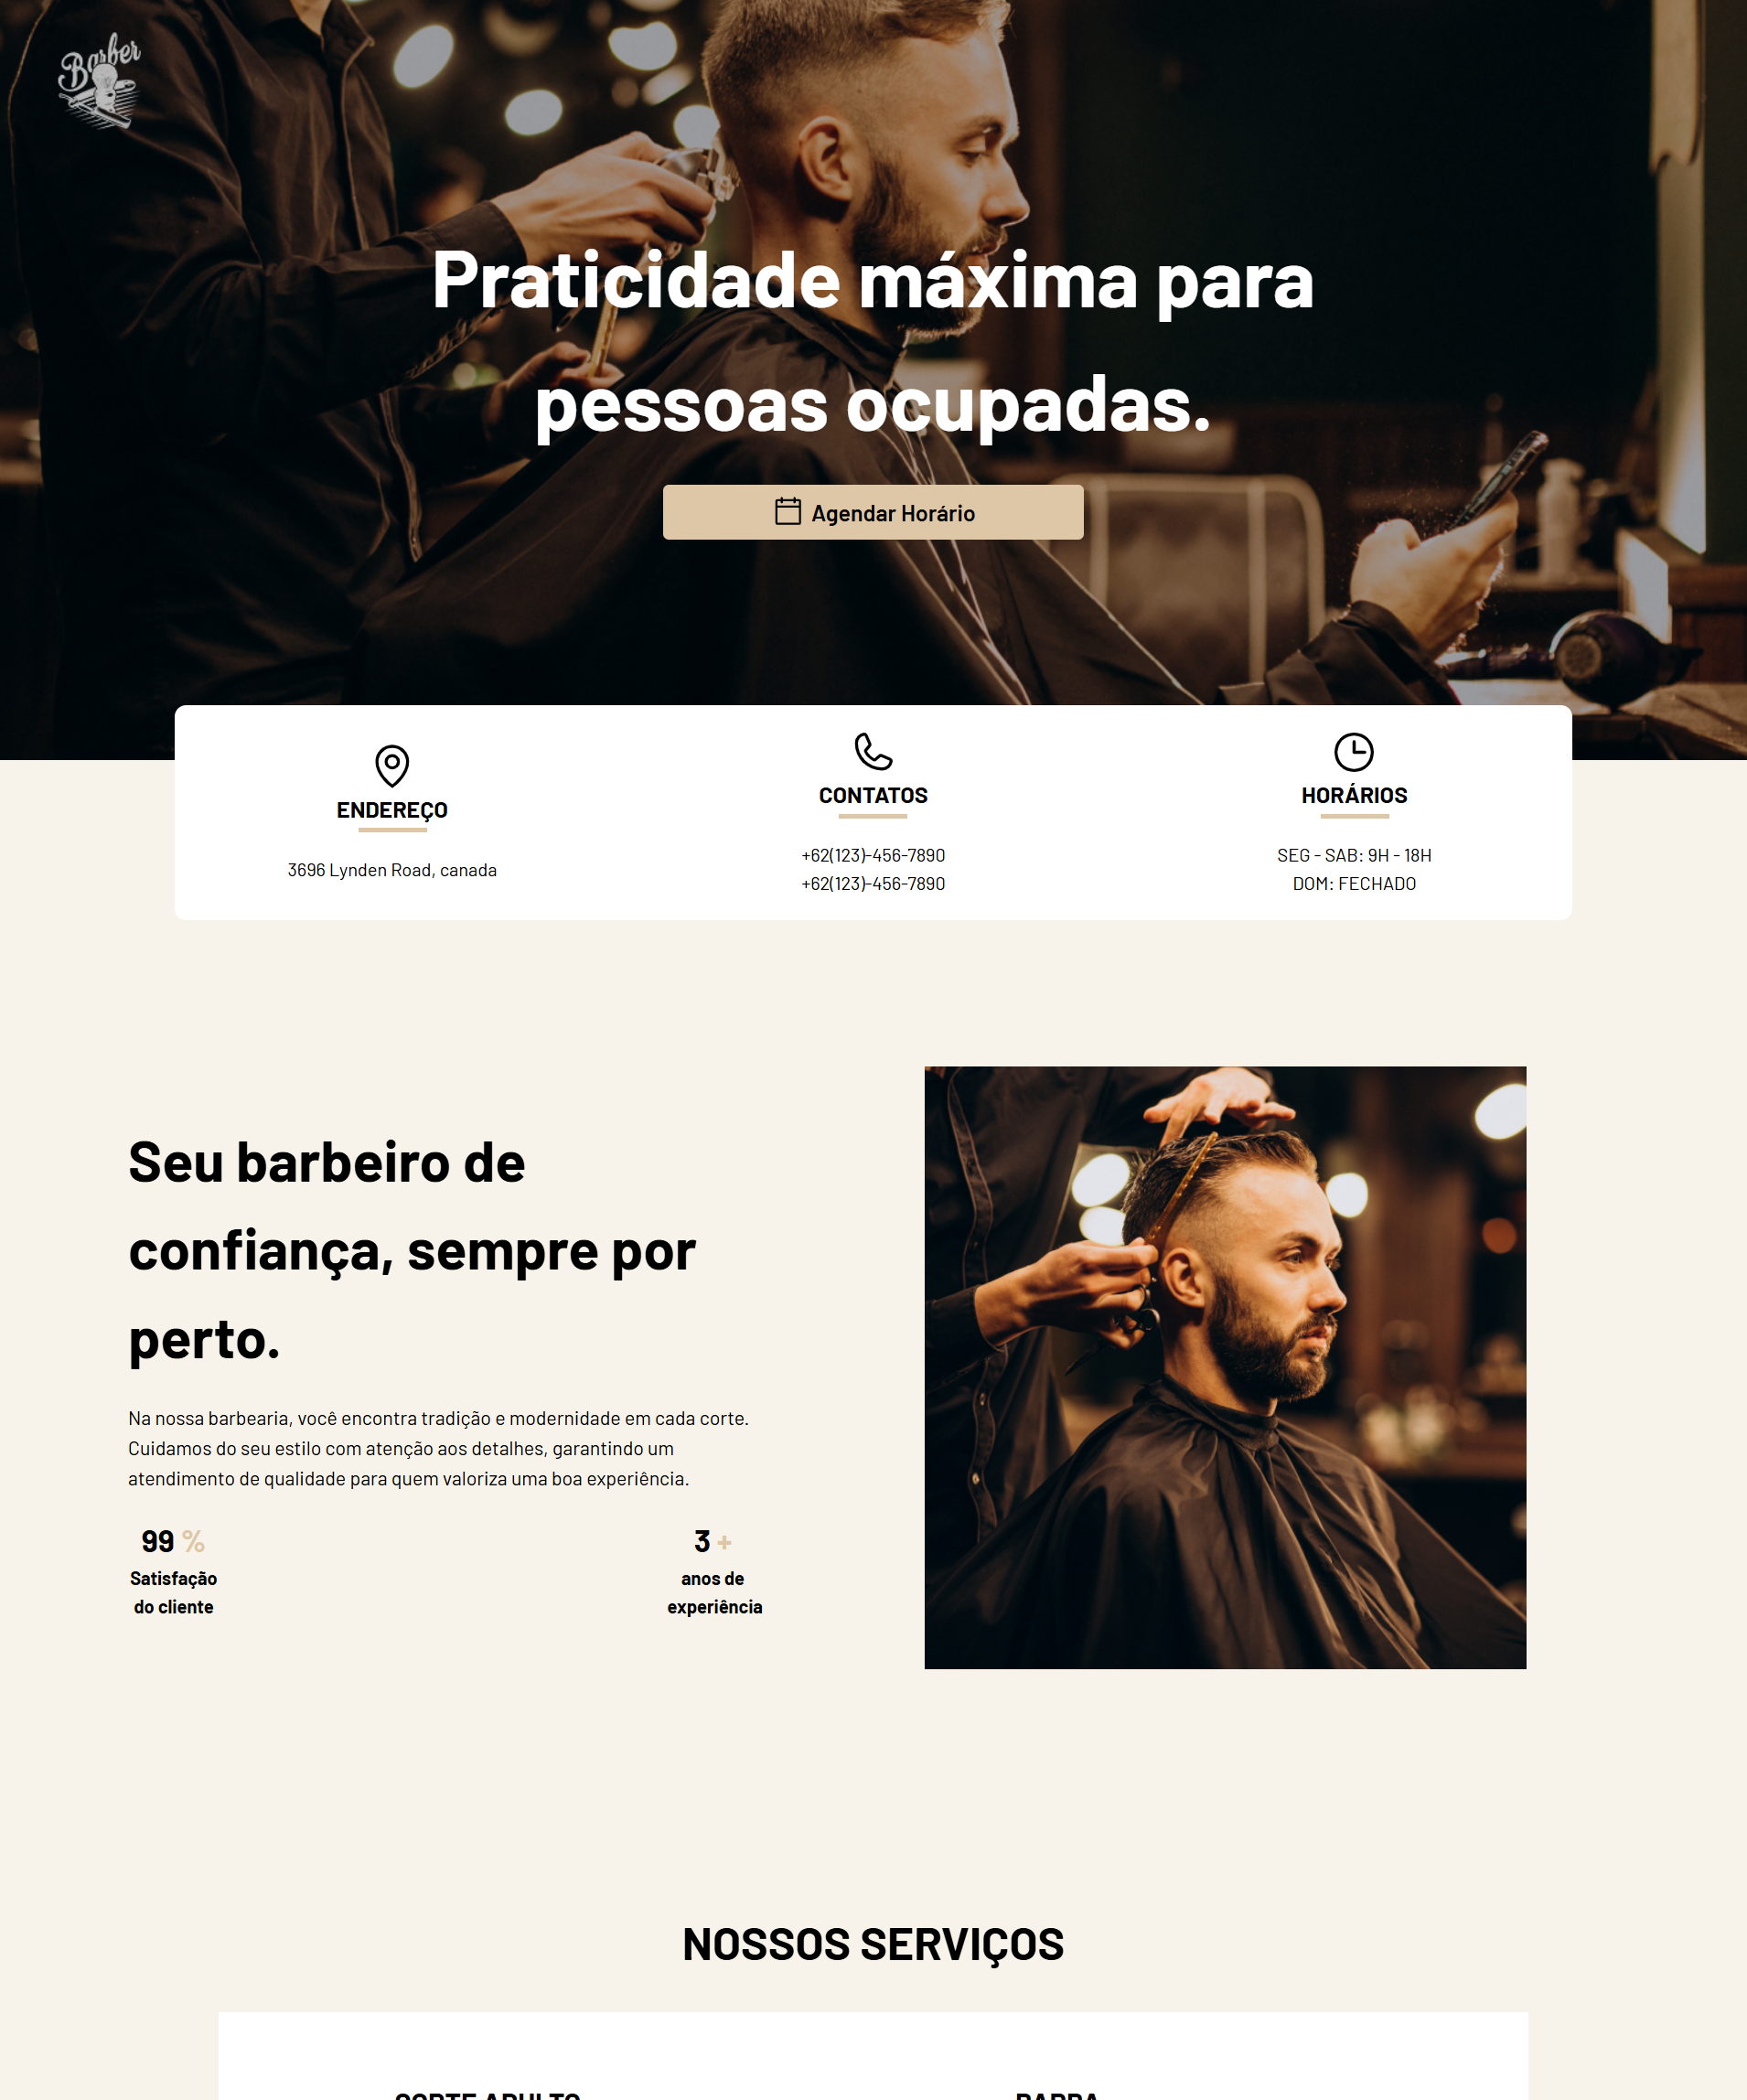 Barber
Praticidade máxima para
pessoas ocupadas.
Agendar Horário
ENDEREÇO
3696 Lynden Road, canada
CONTATOS
+62(123)-456-7890
+62(123)-456-7890
HORÁRIOS
SEG - SAB: 9H - 18H
DOM: FECHADO
Seu barbeiro de
confiança, sempre por
perto.
Na nossa barbearia, você encontra tradição e modernidade em cada corte.
Cuidamos do seu estilo com atenção aos detalhes, garantindo um
atendimento de qualidade para quem valoriza uma boa experiência.
99 %
Satisfação
do cliente
3 +
anos de
experiência
NOSSOS SERVIÇOS
CORTE ADULTO
BARBA